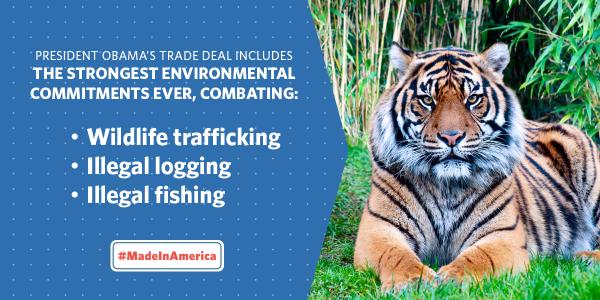 PRESIDENT OBAMA'S TRADE DEAL INCLUDES
THE STRONGEST ENVIRONMENTAL
COMMITMENTS EVER, COMBATING:
• Wildlife trafficking
• Illegal logging
• Illegal fishing
#MadeInAmerica